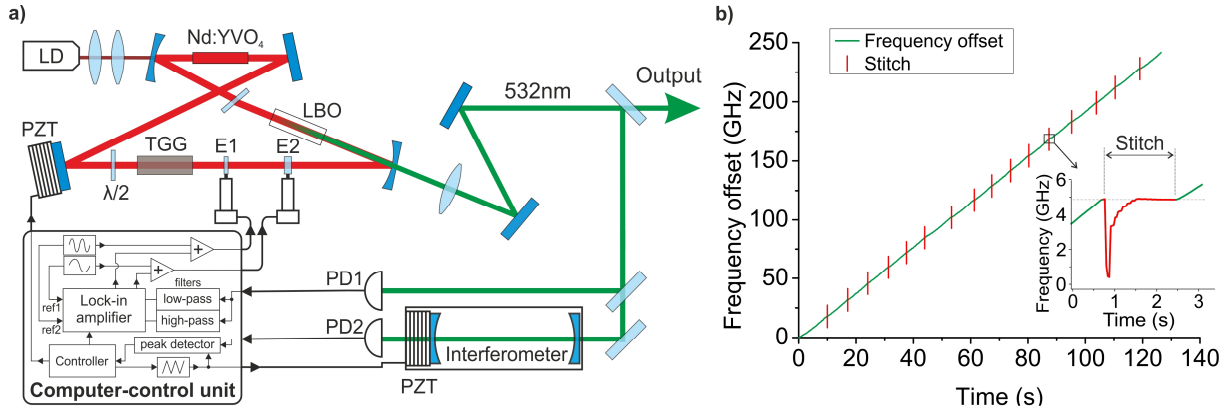 a)
LD
Nd:YVO4
Output
532nm
LBO
PZT
TGG
E1
E2
λ/2
PD1
filters
low-pass
high-pass
Lock-in
amplifier
ref1
ref2
PD2
peak detector
Controller
Interferometer
PZT
Computer-control unit
b)
Frequency offset (GHz)
250
200
150
100
50
0
Frequency offset
Stitch
Stitch
Frequency (GHz)
6
4
2
0
0
1
2
3
Time (s)
0
20
40
60
80
100
120
140
Time (s)